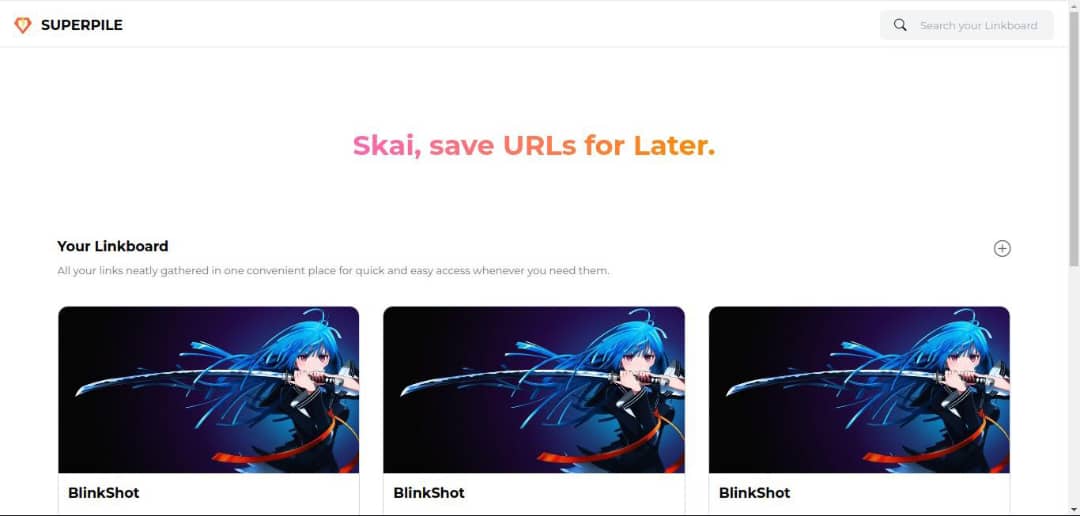 SUPERPILE
Search your Linkboard
Skai, save URLs for Later.
Your Linkboard
All your links neatly gathered in one convenient place for quick and easy access whenever you need them.
BlinkShot
BlinkShot
BlinkShot